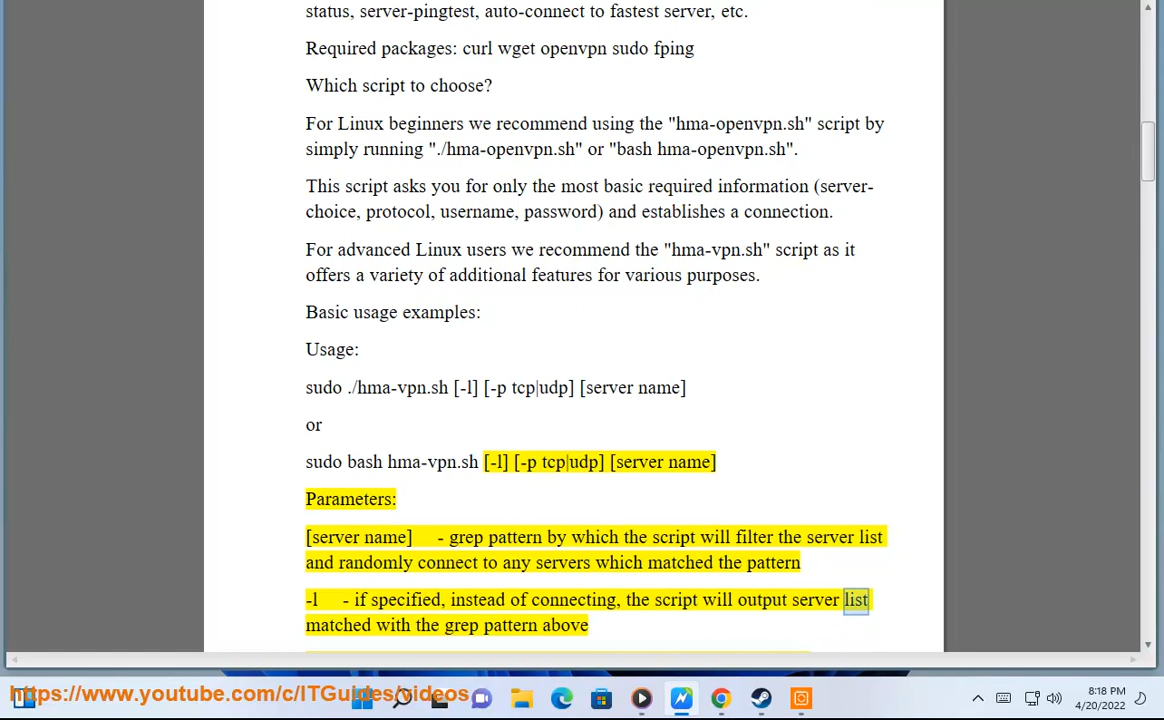 status, server-pingtest, auto-connect to fastest server, etc.
Required packages: curl wget openvpn sudo fping
Which script to choose?
For Linux beginners we recommend using the "hma-openvpn.sh" script by
simply running "./hma-openvpn.sh" or "bash hma-openvpn.sh".
This script asks you for only the most basic required information (server-
choice, protocol, username, password) and establishes a connection.
For advanced Linux users we recommend the "hma-vpn.sh" script as it
offers a variety of additional features for various purposes.
Basic usage examples:
Usage:
sudo ./hma-vpn.sh [-l] [-p tcp|udp] [server name]
or
sudo bash hma-vpn.sh [-l] [-p tcp|udp] [server name]
Parameters:
[server name] - grep pattern by which the script will filter the server list
and randomly connect to any servers which matched the pattern
-l - if specified, instead of connecting, the script will output server list
matched with the grep pattern above
https://www.youtube.com/c/ITGuides/videos
8:18 PM
4/20/2022